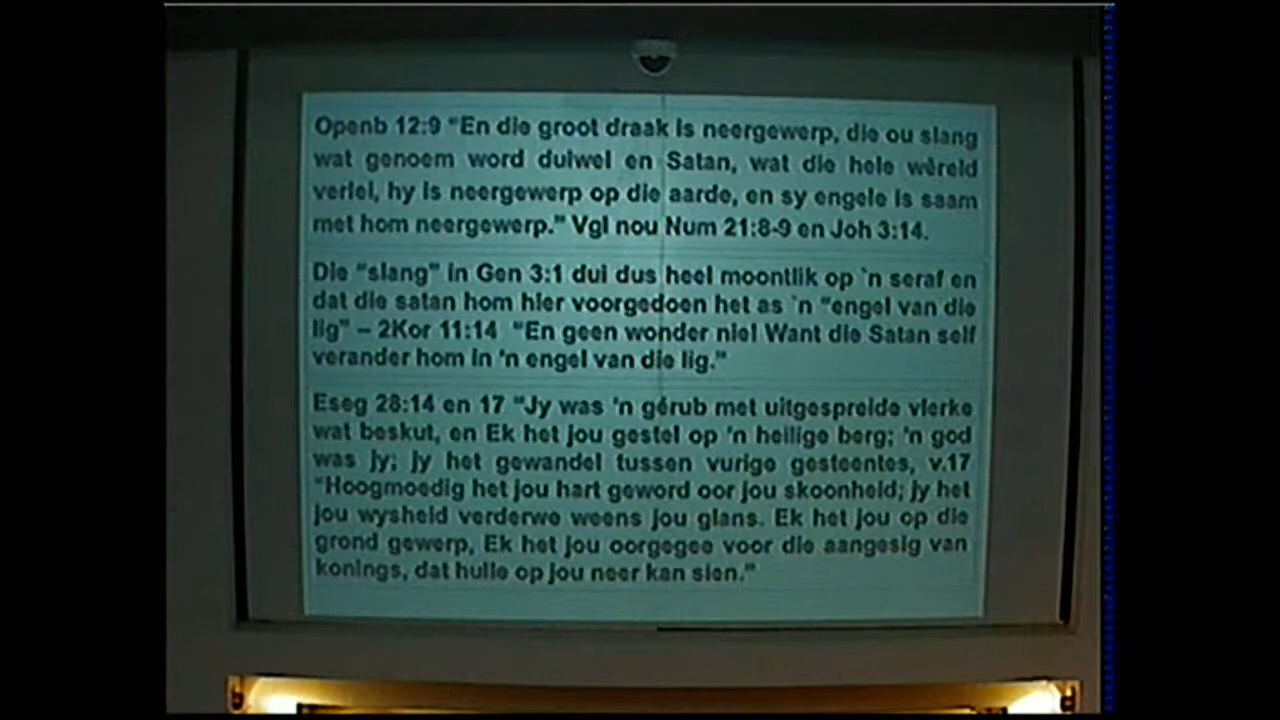 Openb 12:9 "En die groot draak is neergewerp, die ou slang
wat genoem word duiwel en Satan, wat die hele wêreld
verlei, hy is neergewerp op die aarde, en sy engele is saam
met hom neergewerp." Vgl nou Num 21:8-9 en Joh 3:14.
Die "slang" in Gen 3:1 dui dus heel moontlik op `n seraf en
dat die satan hom hier voorgedoen het as `n "engel van die
lig" – 2Kor 11:14 "En geen wonder nie! Want die Satan self
verander hom in 'n engel van die lig."
Eseg 28:14 en 17 "Jy was 'n gérub met uitgespreide vlerke
wat beskut, en Ek het jou gestel op 'n heilige berg; 'n god
was jy; jy het gewandel tussen vurige gesteentes, v.17
"Hoogmoedig het jou hart geword oor jou skoonheid; jy het
jou wysheid verderwe weens jou glans. Ek het jou op die
grond gewerp, Ek het jou oorgegee voor die aangesig van
konings, dat hulle op jou neer kan sien."